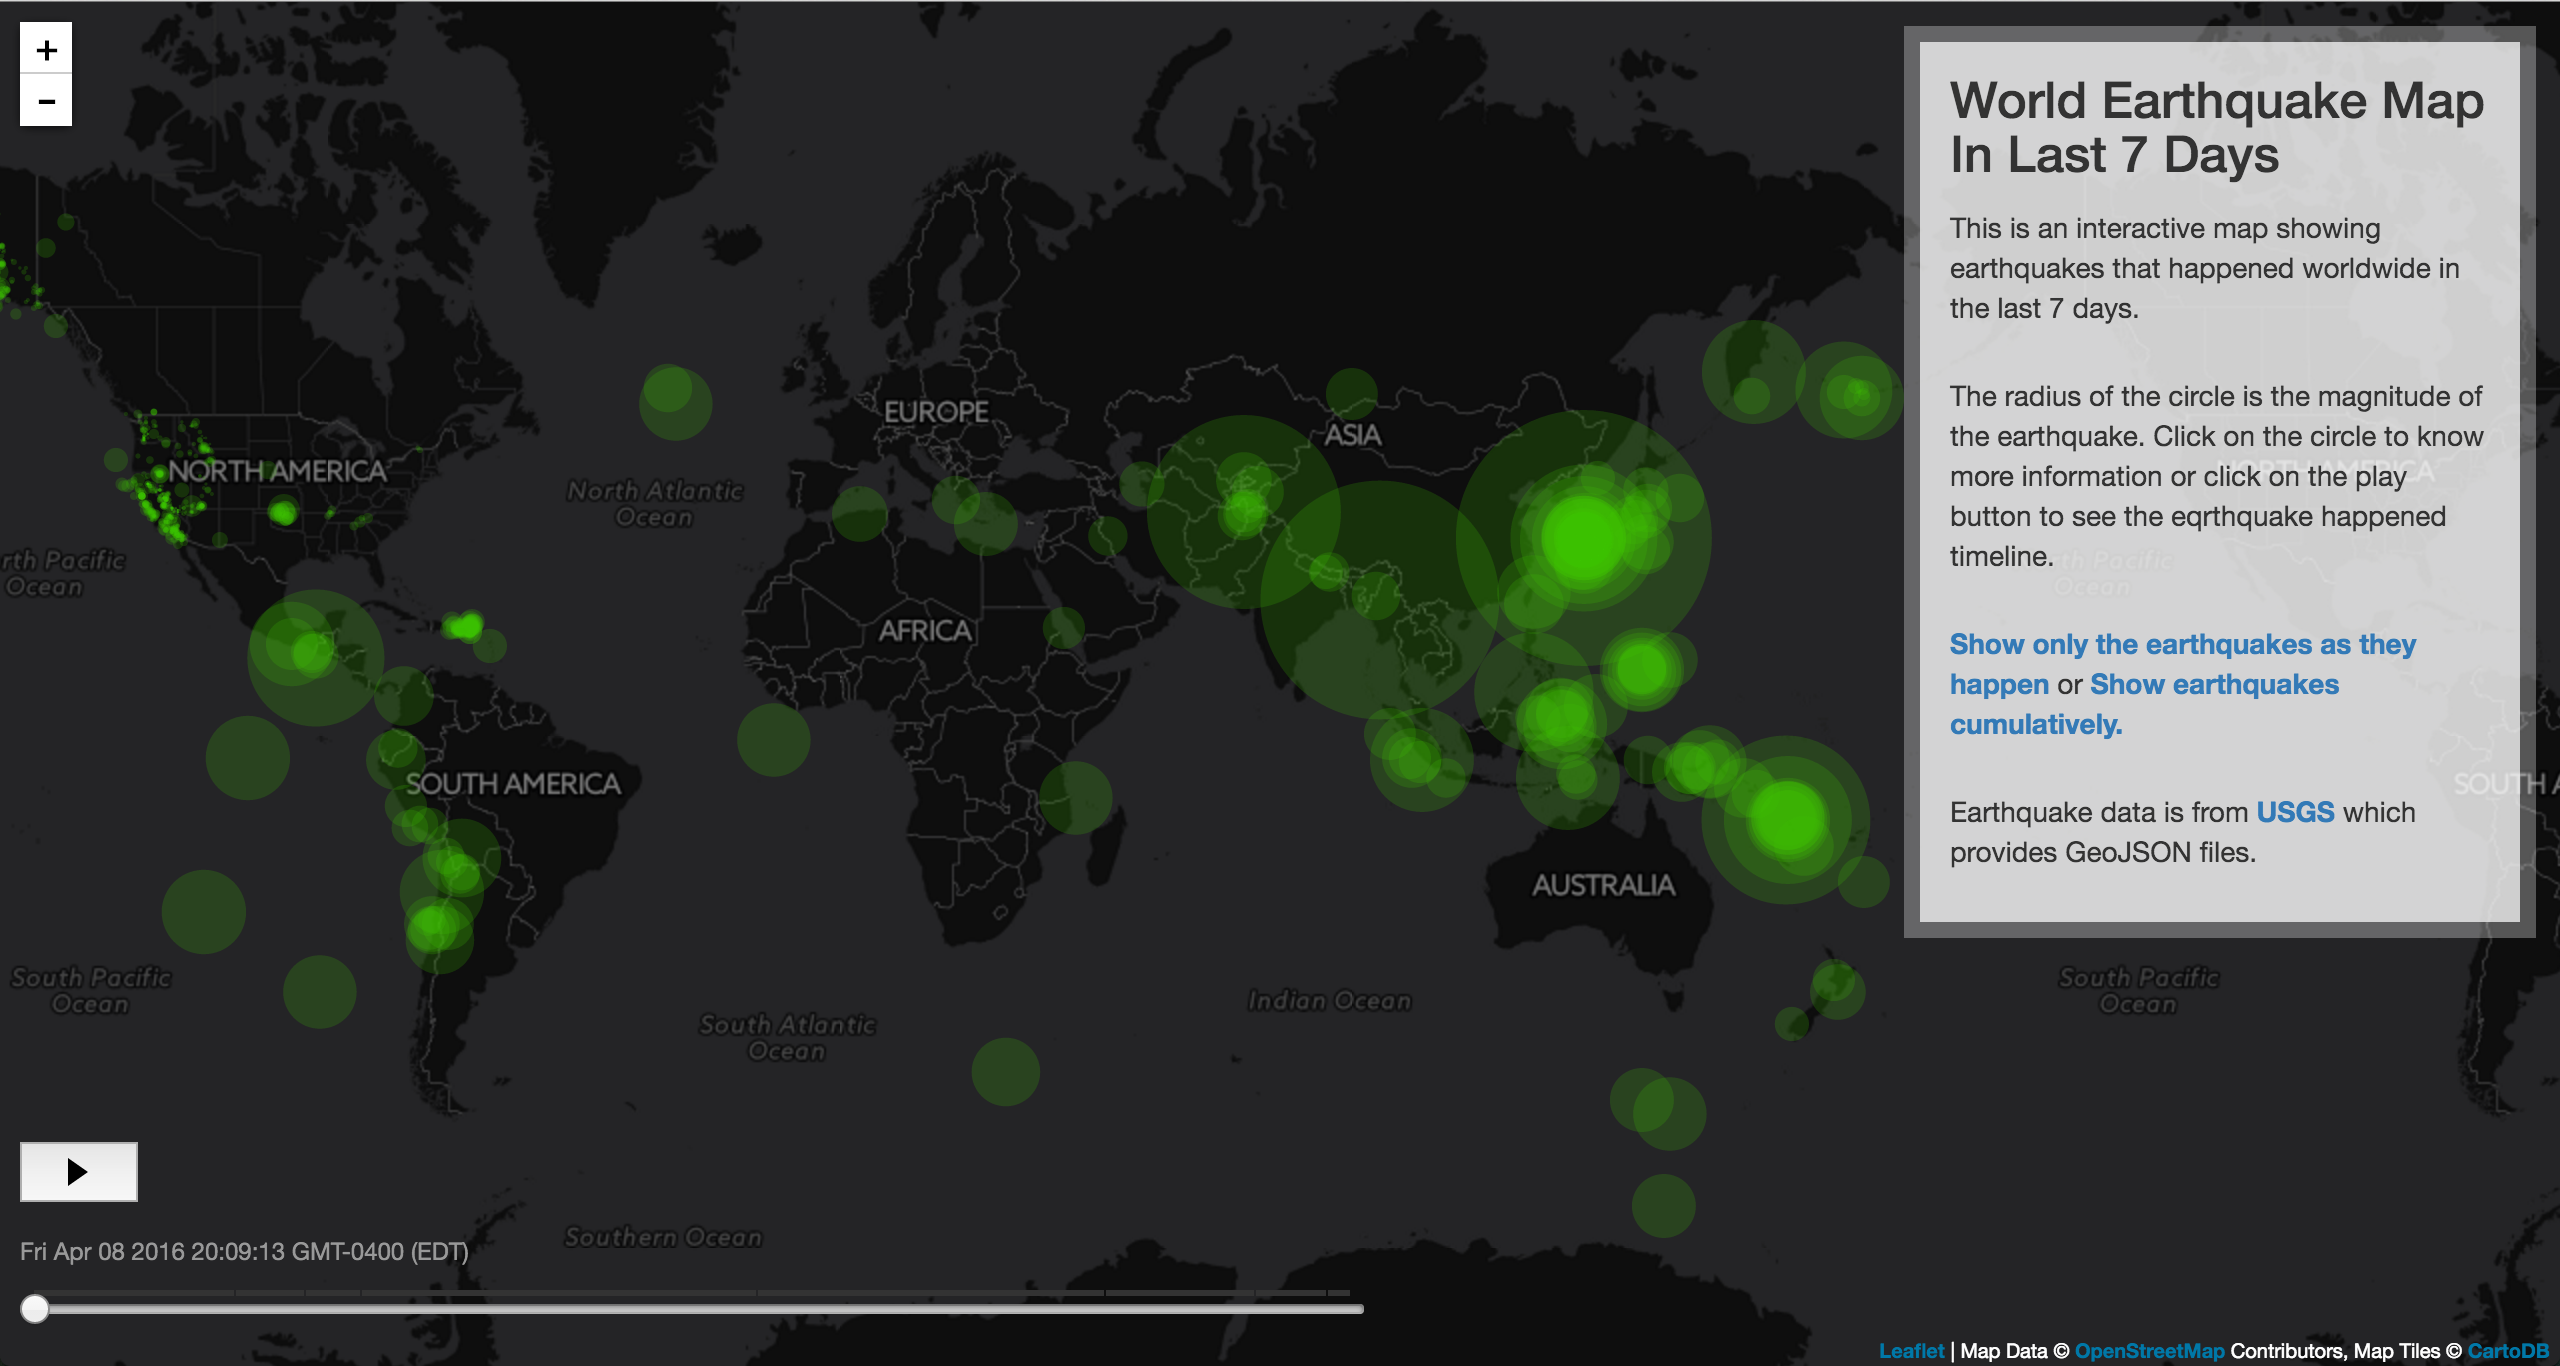 +
World Earthquake Map
In Last 7 Days
−
This is an interactive map showing
earthquakes that happened worldwide in
the last 7 days.
The radius of the circle is the magnitude of
the earthquake. Click on the circle to know
more information or click on the play
button to see the eqrthquake happened
timeline.
Show only the earthquakes as they
happen or Show earthquakes
cumulatively.
Earthquake data is from USGS which
provides GeoJSON files.
EUROPE
ASIA
NORTH AMERICA
NORTH AMERICA
North Atlantic
Ocean
rth Pacific
Ocean
rth Pacific
Ocean
AFRICA
SOUTH AMERICA
SOUTH A
AUSTRALIA
South Pacific
Ocean
South Pacific
Ocean
Indian Ocean
South Atlantic
Ocean
Southern Ocean
Fri Apr 08 2016 20:09:13 GMT-0400 (EDT)
Leaflet | Map Data © OpenStreetMap Contributors, Map Tiles © CartoDB